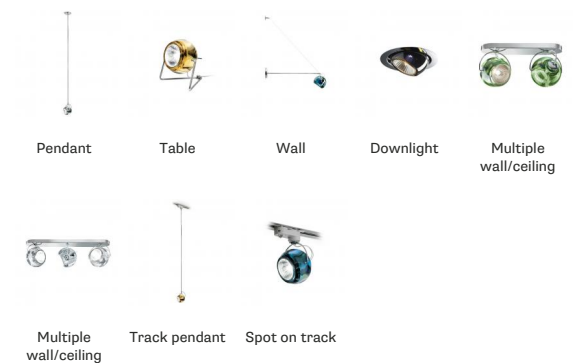 Pendant
Table
Wall
Downlight
Multiple
wall/ceiling
Multiple
wall/ceiling
Track pendant
Spot on track